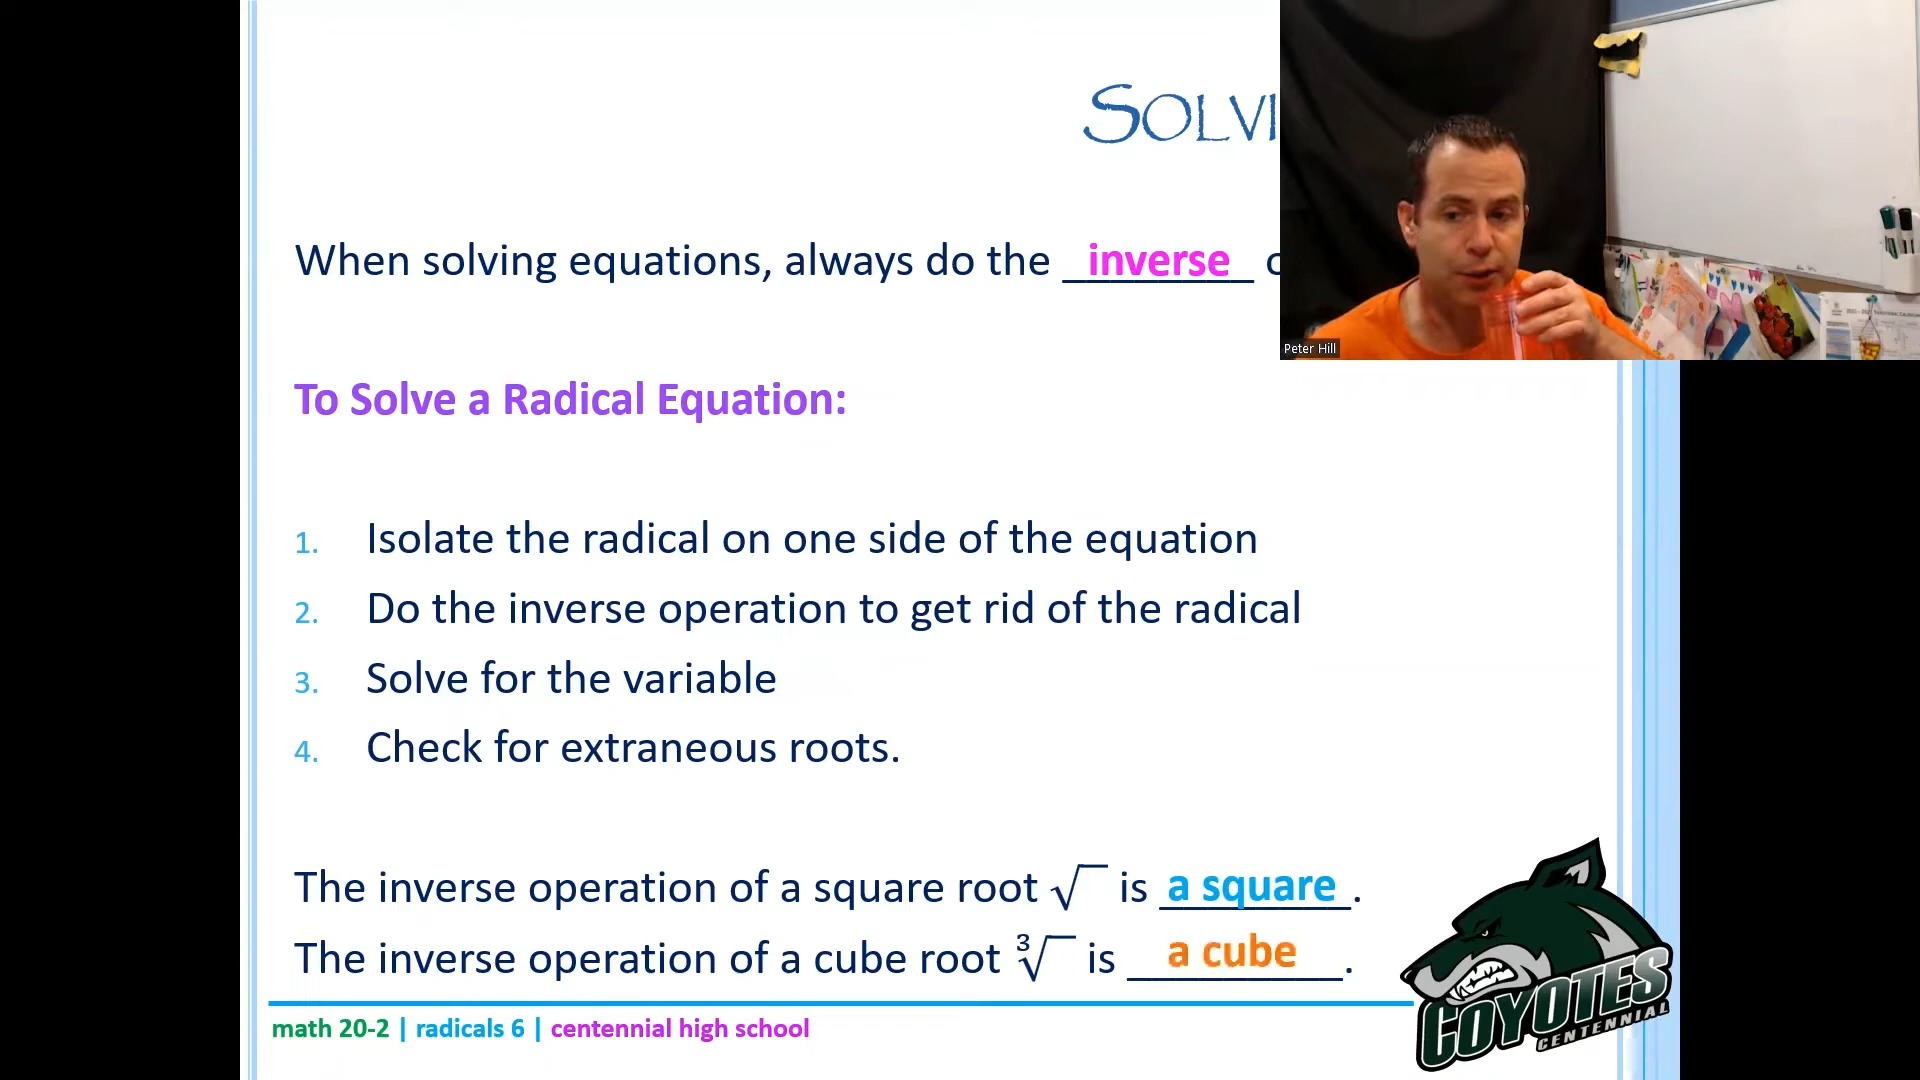 SOLVI
When solving equations, always do the inverse
Peter Hill
To Solve a Radical Equation:
1. Isolate the radical on one side of the equation
2. Do the inverse operation to get rid of the radical
3. Solve for the variable
4. Check for extraneous roots.
The inverse operation of a square root √ is a square.
The inverse operation of a cube root ∛ is a cube.
math 20-2 | radicals 6 | centennial high school
COYOTES
CENTENNIAL